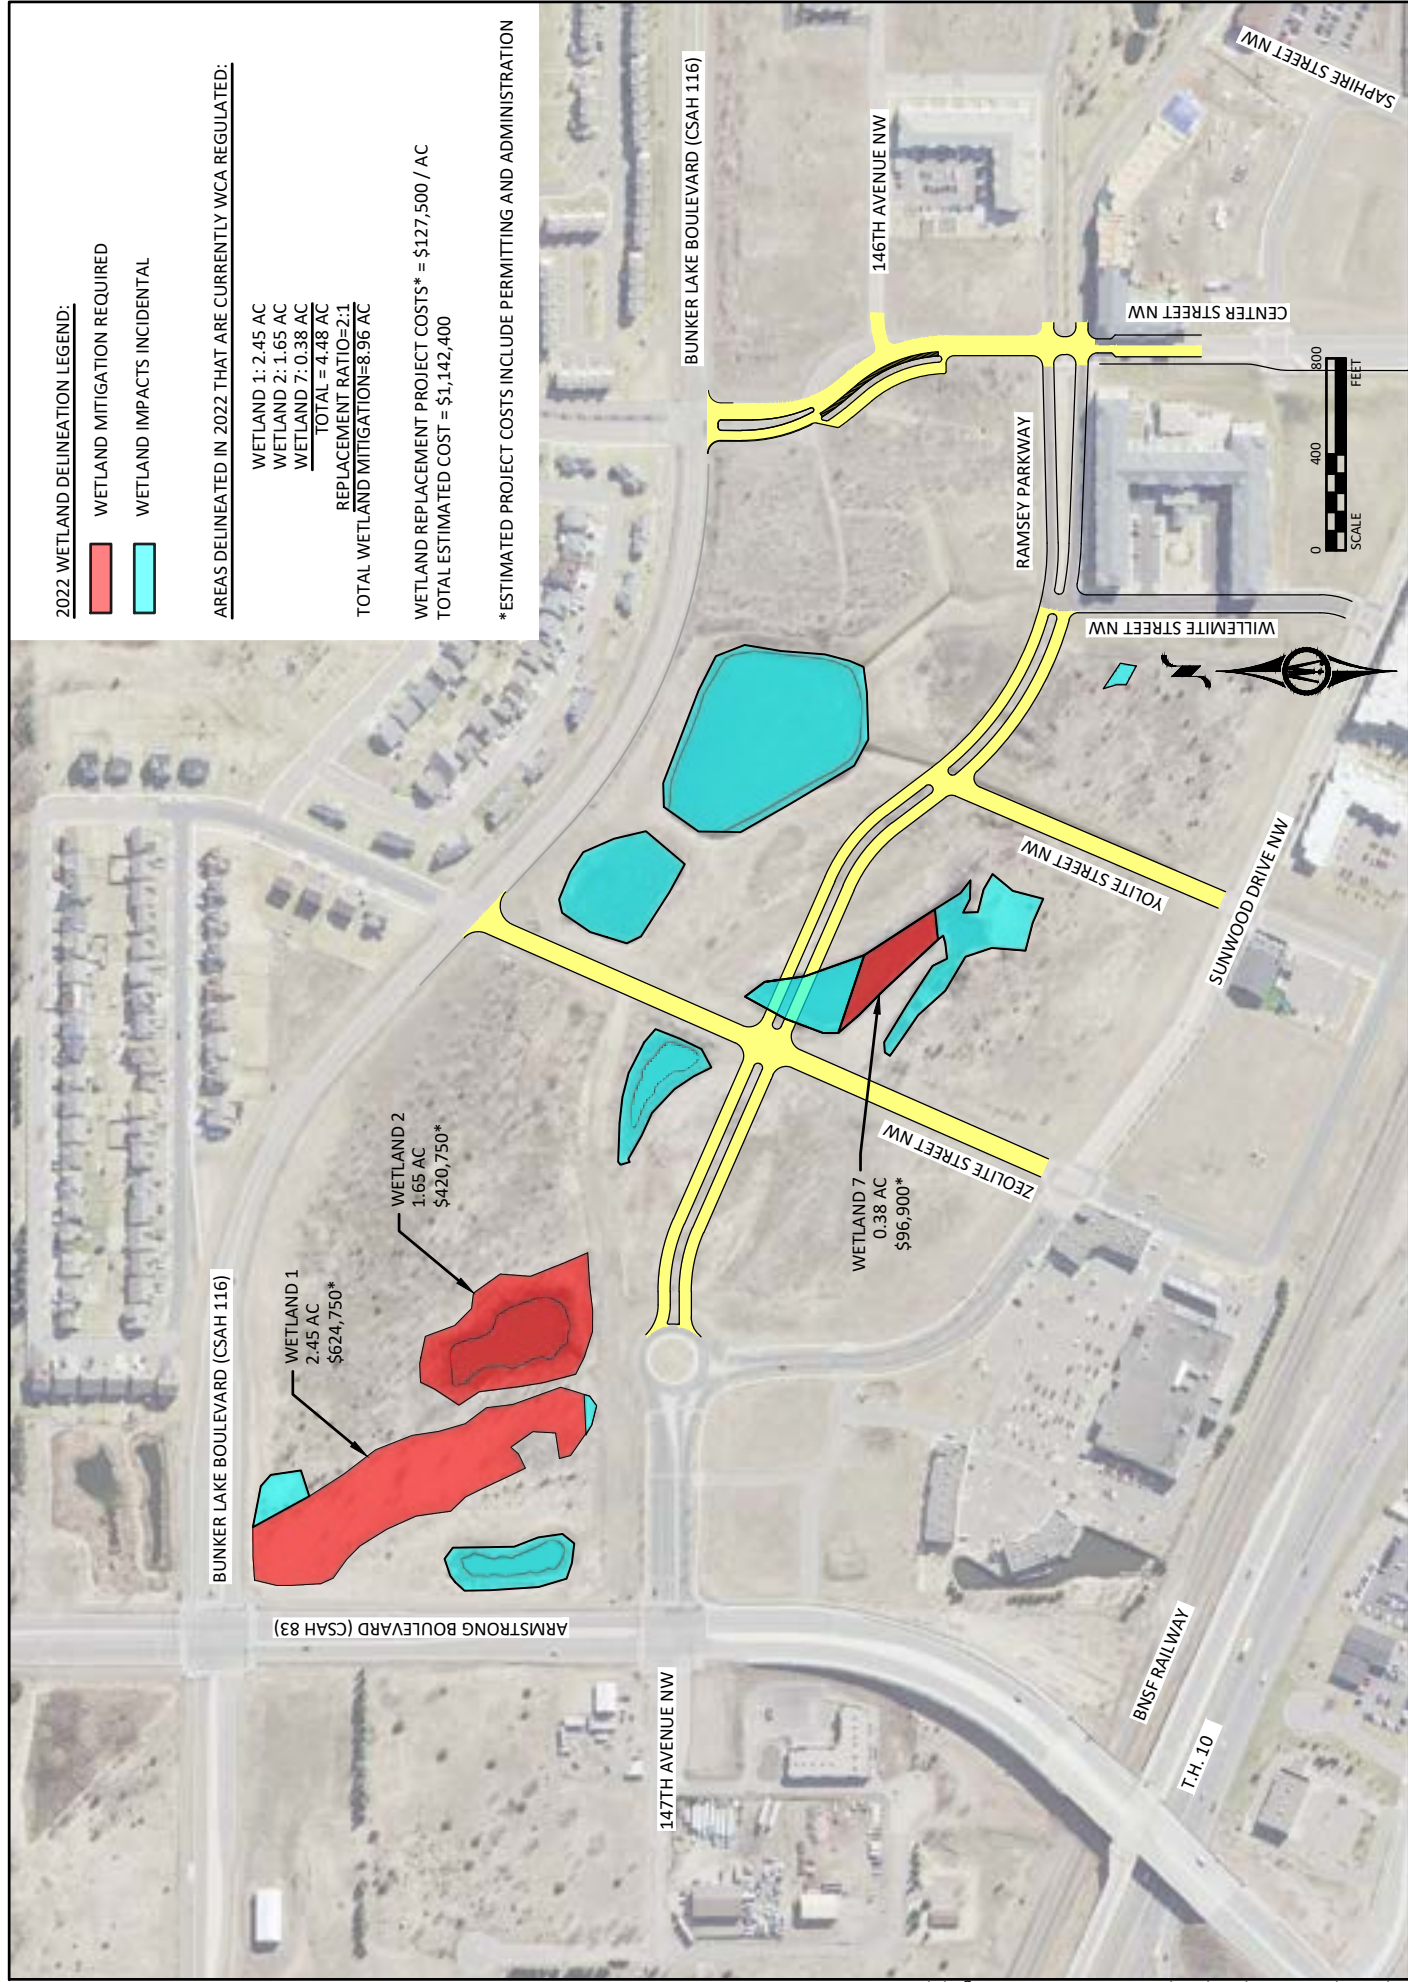 2022 WETLAND DELINEATION LEGEND:
WETLAND MITIGATION REQUIRED
WETLAND IMPACTS INCIDENTAL
AREAS DELINEATED IN 2022 THAT ARE CURRENTLY WCA REGULATED:
WETLAND 1: 2.45 AC
WETLAND 2: 1.65 AC
WETLAND 7: 0.38 AC
TOTAL = 4.48 AC
REPLACEMENT RATIO=2:1
TOTAL WETLAND MITIGATION=8.96 AC
WETLAND REPLACEMENT PROJECT COSTS* = $127,500 / AC
TOTAL ESTIMATED COST = $1,142,400
*ESTIMATED PROJECT COSTS INCLUDE PERMITTING AND ADMINISTRATION
BUNKER LAKE BOULEVARD (CSAH 116)
WETLAND 1
2.45 AC
$624,750*
WETLAND 2
1.65 AC
$420,750*
ARMSTRONG BOULEVARD (CSAH 83)
147TH AVENUE NW
BUNKER LAKE BOULEVARD (CSAH 116)
146TH AVENUE NW
WETLAND 7
0.38 AC
$96,900*
ZEOLITE STREET NW
YOLITE STREET NW
RAMSEY PARKWAY
WILLEMITE STREET NW
CENTER STREET NW
SAPHIRE STREET NW
SUNWOOD DRIVE NW
BNSF RAILWAY
T.H. 10
N
0 400 800
SCALE FEET